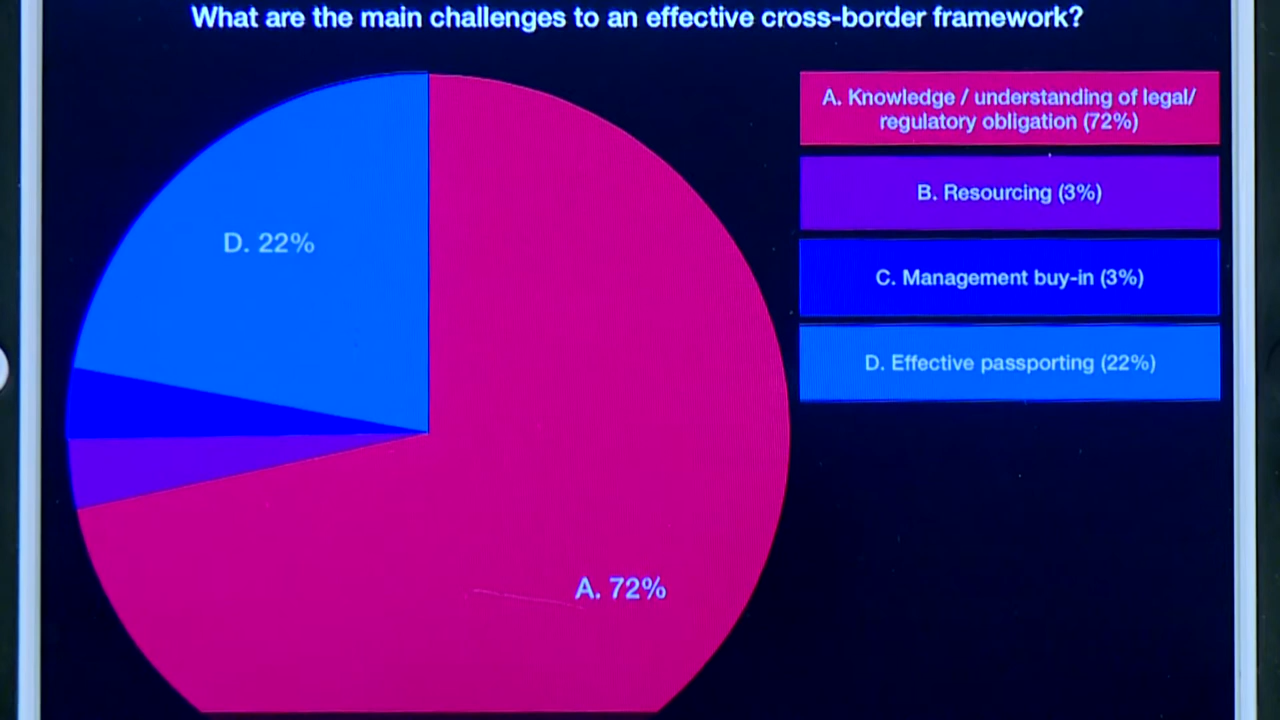 What are the main challenges to an effective cross-border framework?
A. Knowledge / understanding of legal/
regulatory obligation (72%)
B. Resourcing (3%)
C. Management buy-in (3%)
D. Effective passporting (22%)
D. 22%
A. 72%